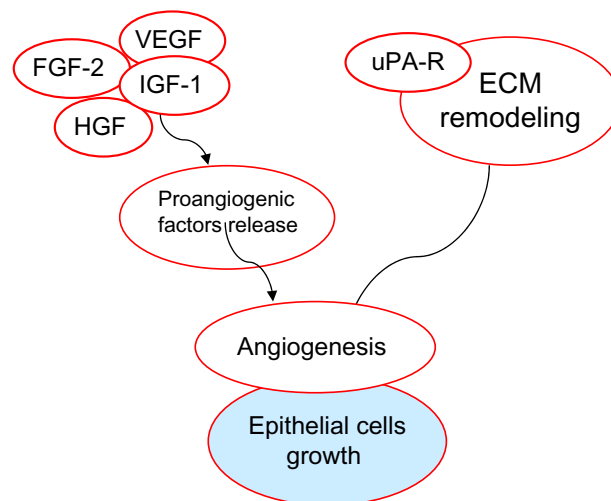 VEGF
FGF-2
IGF-1
HGF
uPA-R
ECM
remodeling
Proangiogenic
factors release
Angiogenesis
Epithelial cells
growth